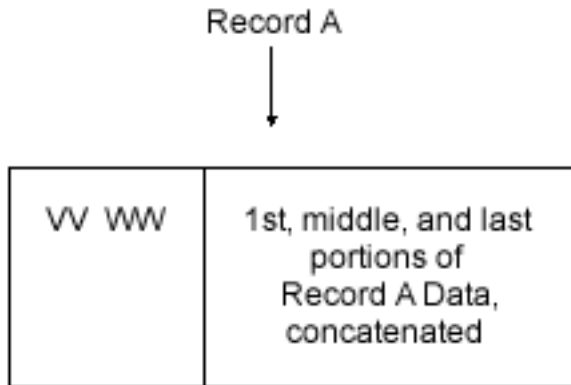 Record A
VV WW
1st, middle, and last
portions of
Record A Data,
concatenated